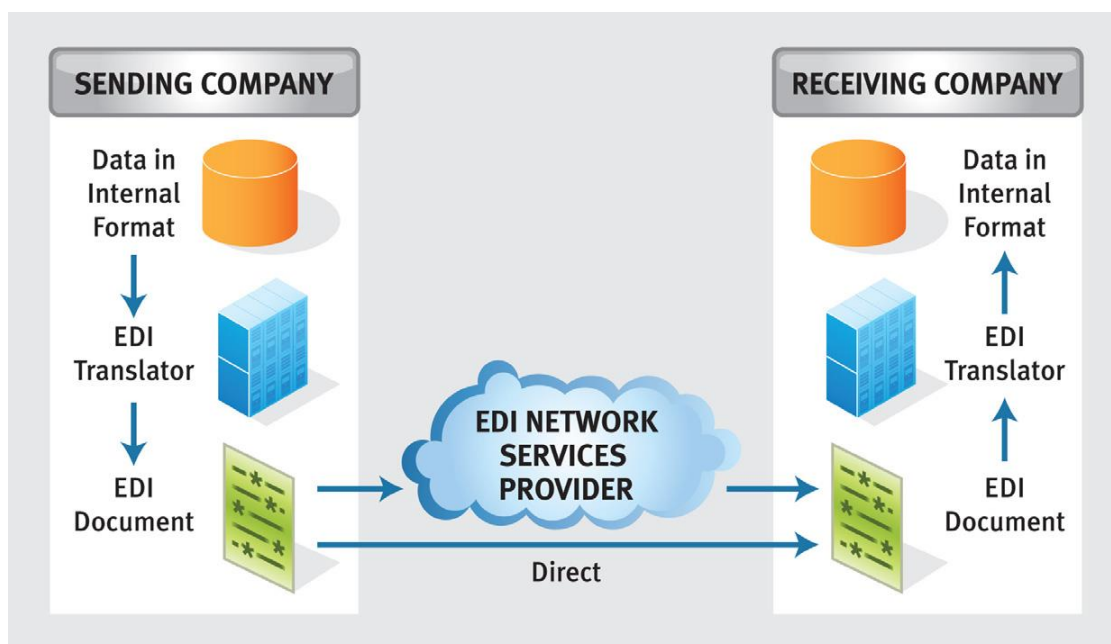 SENDING COMPANY
Data in
Internal
Format
EDI
Translator
EDI
Document
EDI NETWORK
SERVICES
PROVIDER
Direct
RECEIVING COMPANY
Data in
Internal
Format
EDI
Translator
EDI
Document